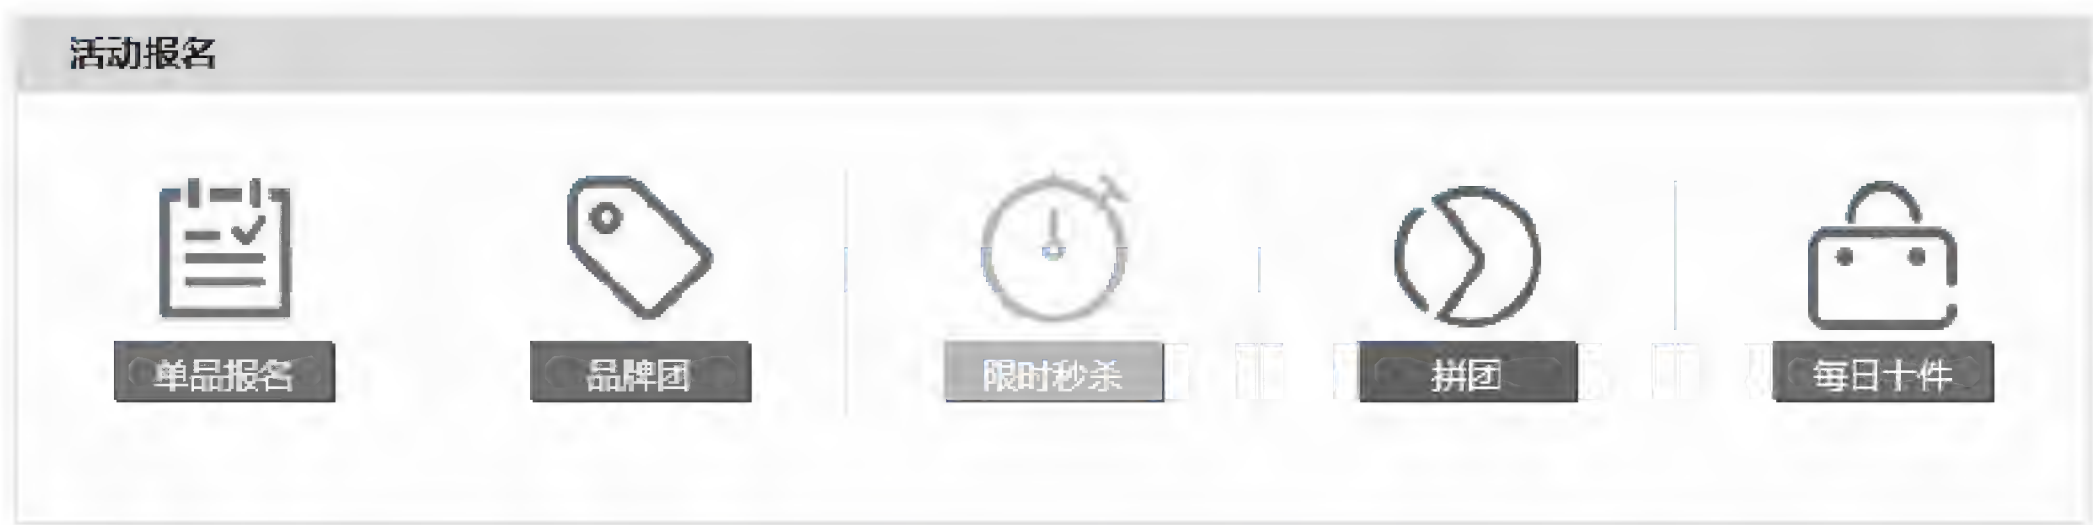 活动报名
单品报名
品牌团
限时秒杀
拼团
每日十件